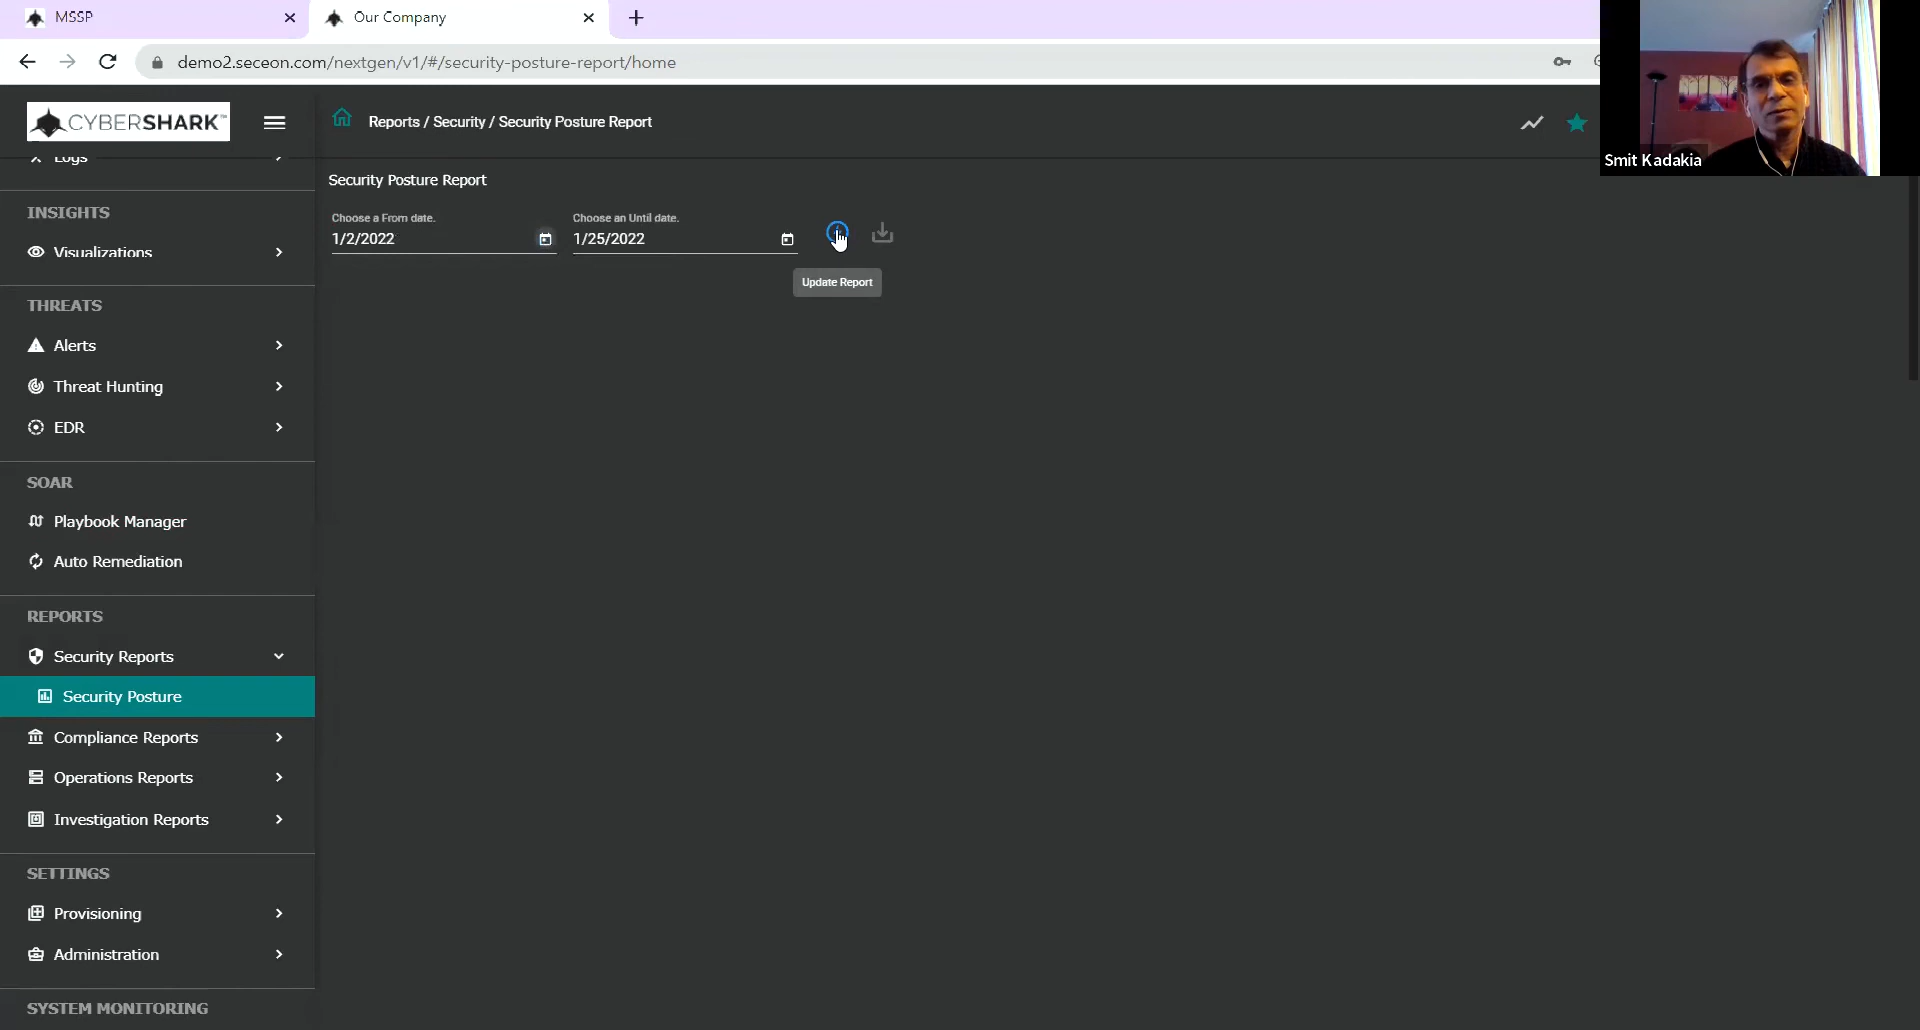 MSSP
Our Company
demo2.seceon.com/nextgen/v1/#/security-posture-report/home
CYBERSHARK™
Reports / Security / Security Posture Report
Smit Kadakia
Logs
Security Posture Report
INSIGHTS
Visualizations
Choose a From date.
1/2/2022
Choose an Until date.
1/25/2022
Update Report
THREATS
Alerts
Threat Hunting
EDR
SOAR
Playbook Manager
Auto Remediation
REPORTS
Security Reports
Security Posture
Compliance Reports
Operations Reports
Investigation Reports
SETTINGS
Provisioning
Administration
SYSTEM MONITORING